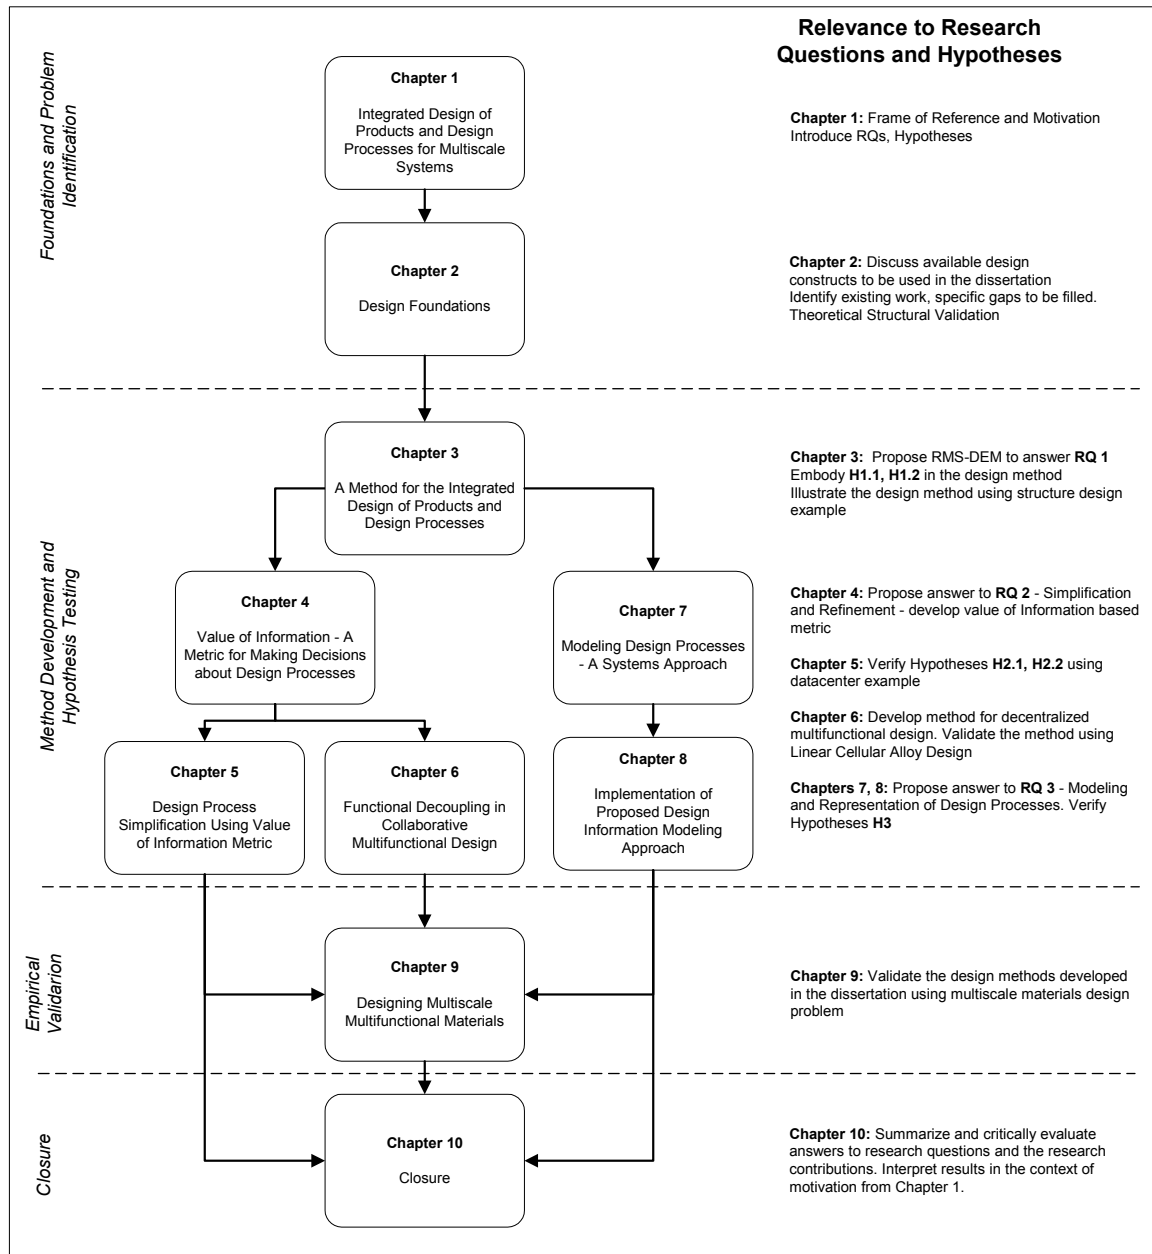 Relevance to Research
Questions and Hypotheses
Foundations and Problem
Identification
Chapter 1
Integrated Design of
Products and Design
Processes for Multiscale
Systems
Chapter 1: Frame of Reference and Motivation
Introduce RQs, Hypotheses
Chapter 2
Design Foundations
Chapter 2: Discuss available design
constructs to be used in the dissertation
Identify existing work, specific gaps to be filled.
Theoretical Structural Validation
Method Development and
Hypothesis Testing
Chapter 3
A Method for the Integrated
Design of Products and
Design Processes
Chapter 3:  Propose RMS-DEM to answer RQ 1
Embody H1.1, H1.2 in the design method
Illustrate the design method using structure design
example
Chapter 4
Value of Information - A
Metric for Making Decisions
about Design Processes
Chapter 7
Modeling Design Processes
- A Systems Approach
Chapter 4: Propose answer to RQ 2 - Simplification
and Refinement - develop value of Information based
metric
Chapter 5: Verify Hypotheses H2.1, H2.2 using
datacenter example
Chapter 6: Develop method for decentralized
multifunctional design. Validate the method using
Linear Cellular Alloy Design
Chapters 7, 8: Propose answer to RQ 3 - Modeling
and Representation of Design Processes. Verify
Hypotheses H3
Chapter 5
Design Process
Simplification Using Value
of Information Metric
Chapter 6
Functional Decoupling in
Collaborative
Multifunctional Design
Chapter 8
Implementation of
Proposed Design
Information Modeling
Approach
Empirical
Validarion
Chapter 9
Designing Multiscale
Multifunctional Materials
Chapter 9: Validate the design methods developed
in the dissertation using multiscale materials design
problem
Closure
Chapter 10
Closure
Chapter 10: Summarize and critically evaluate
answers to research questions and the research
contributions. Interpret results in the context of
motivation from Chapter 1.